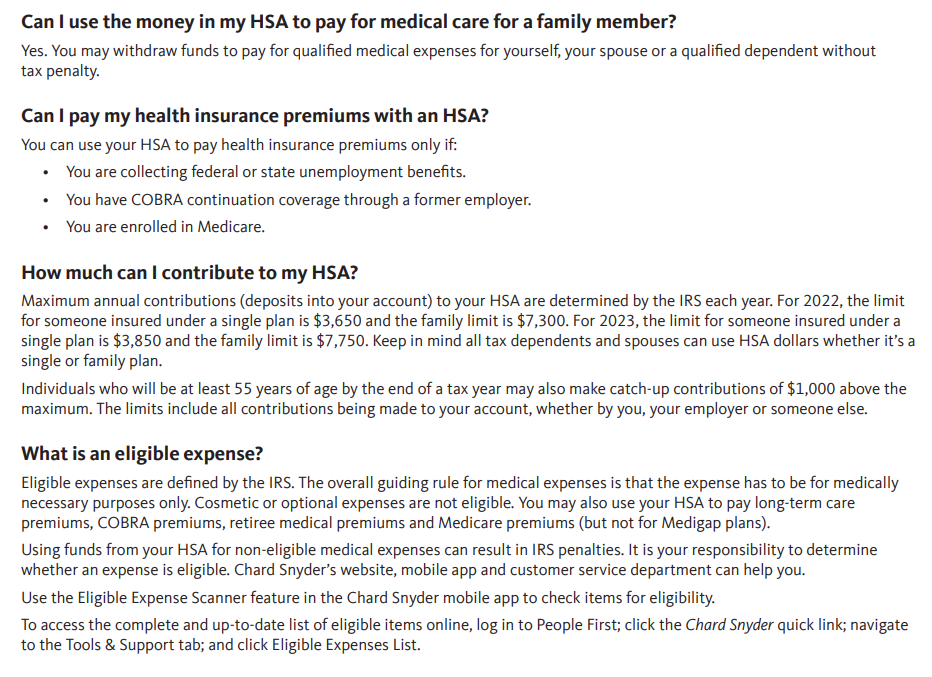 Can I use the money in my HSA to pay for medical care for a family member?
Yes. You may withdraw funds to pay for qualified medical expenses for yourself, your spouse or a qualified dependent without
tax penalty.
Can I pay my health insurance premiums with an HSA?
You can use your HSA to pay health insurance premiums only if:
• You are collecting federal or state unemployment benefits.
• You have COBRA continuation coverage through a former employer.
• You are enrolled in Medicare.
How much can I contribute to my HSA?
Maximum annual contributions (deposits into your account) to your HSA are determined by the IRS each year. For 2022, the limit
for someone insured under a single plan is $3,650 and the family limit is $7,300. For 2023, the limit for someone insured under a
single plan is $3,850 and the family limit is $7,750. Keep in mind all tax dependents and spouses can use HSA dollars whether it's a
single or family plan.
Individuals who will be at least 55 years of age by the end of a tax year may also make catch-up contributions of $1,000 above the
maximum. The limits include all contributions being made to your account, whether by you, your employer or someone else.
What is an eligible expense?
Eligible expenses are defined by the IRS. The overall guiding rule for medical expenses is that the expense has to be for medically
necessary purposes only. Cosmetic or optional expenses are not eligible. You may also use your HSA to pay long-term care
premiums, COBRA premiums, retiree medical premiums and Medicare premiums (but not for Medigap plans).
Using funds from your HSA for non-eligible medical expenses can result in IRS penalties. It is your responsibility to determine
whether an expense is eligible. Chard Snyder's website, mobile app and customer service department can help you.
Use the Eligible Expense Scanner feature in the Chard Snyder mobile app to check items for eligibility.
To access the complete and up-to-date list of eligible items online, log in to People First; click the Chard Snyder quick link; navigate
to the Tools & Support tab; and click Eligible Expenses List.